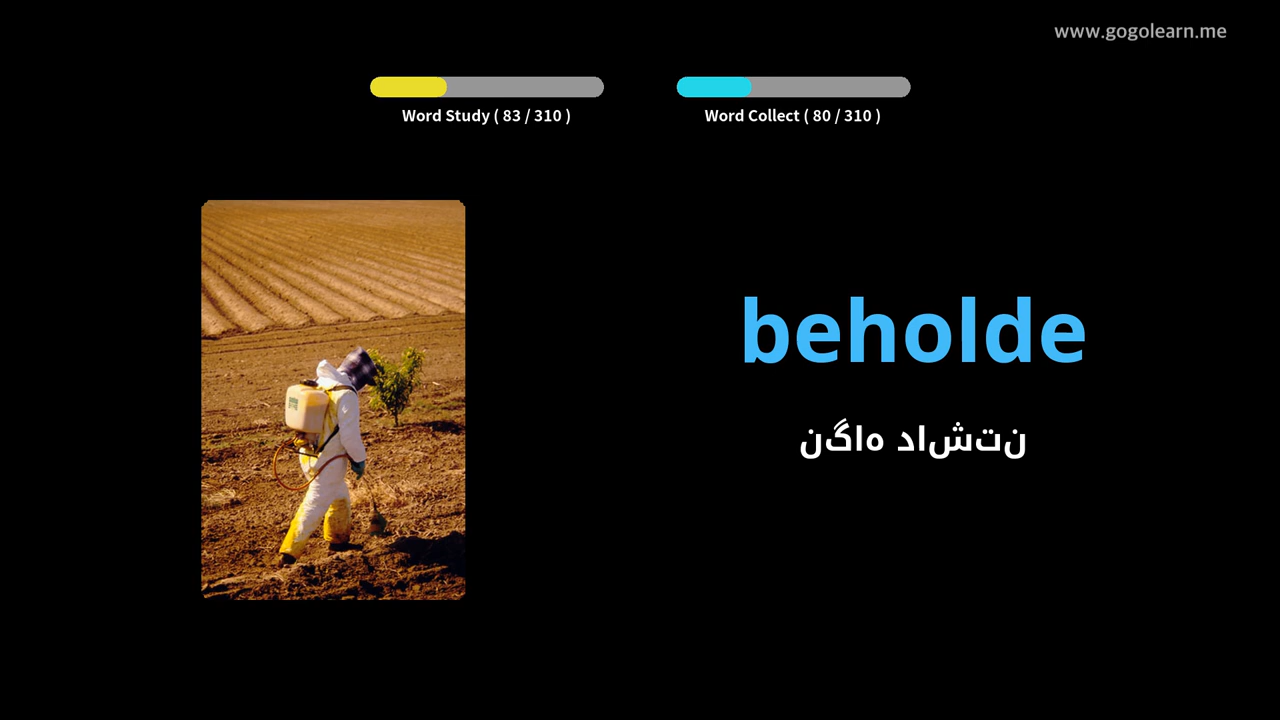 www.gogolearn.me
Word Study ( 83 / 310 )
Word Collect ( 80 / 310 )
beholde
نتشاد هاگن